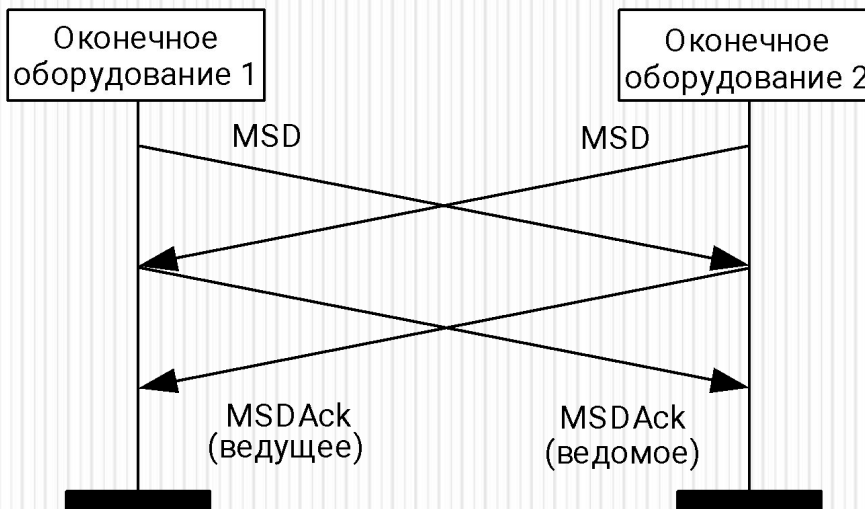 Оконечное
оборудование 1
Оконечное
оборудование 2
MSD
MSD
MSDAck
(ведущее)
MSDAck
(ведомое)